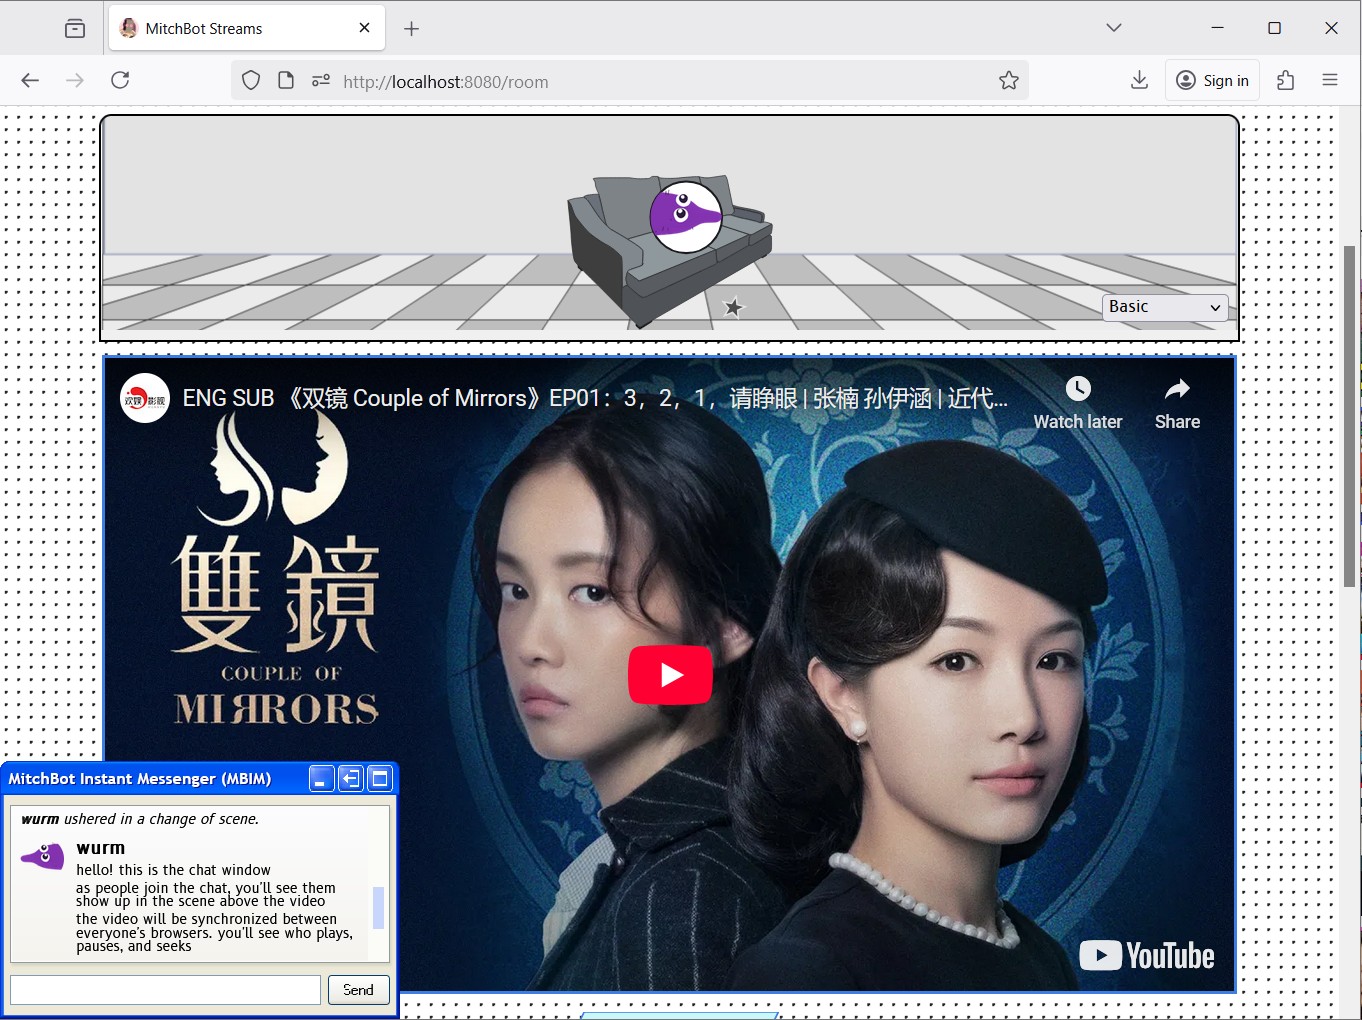 MitchBot Streams
http://localhost:8080/room
Sign in
Basic
ENG SUB 《双镜 Couple of Mirrors》EP01：3，2，1，请睁眼 | 张楠 孙伊涵 | 近代...
Watch later
Share
雙鏡
COUPLE OF
MIRRORS
YouTube
MitchBot Instant Messenger (MBIM)
wurm ushered in a change of scene.
wurm
hello! this is the chat window
as people join the chat, you'll see them
show up in the scene above the video
the video will be synchronized between
everyone's browsers. you'll see who plays,
pauses, and seeks
Send